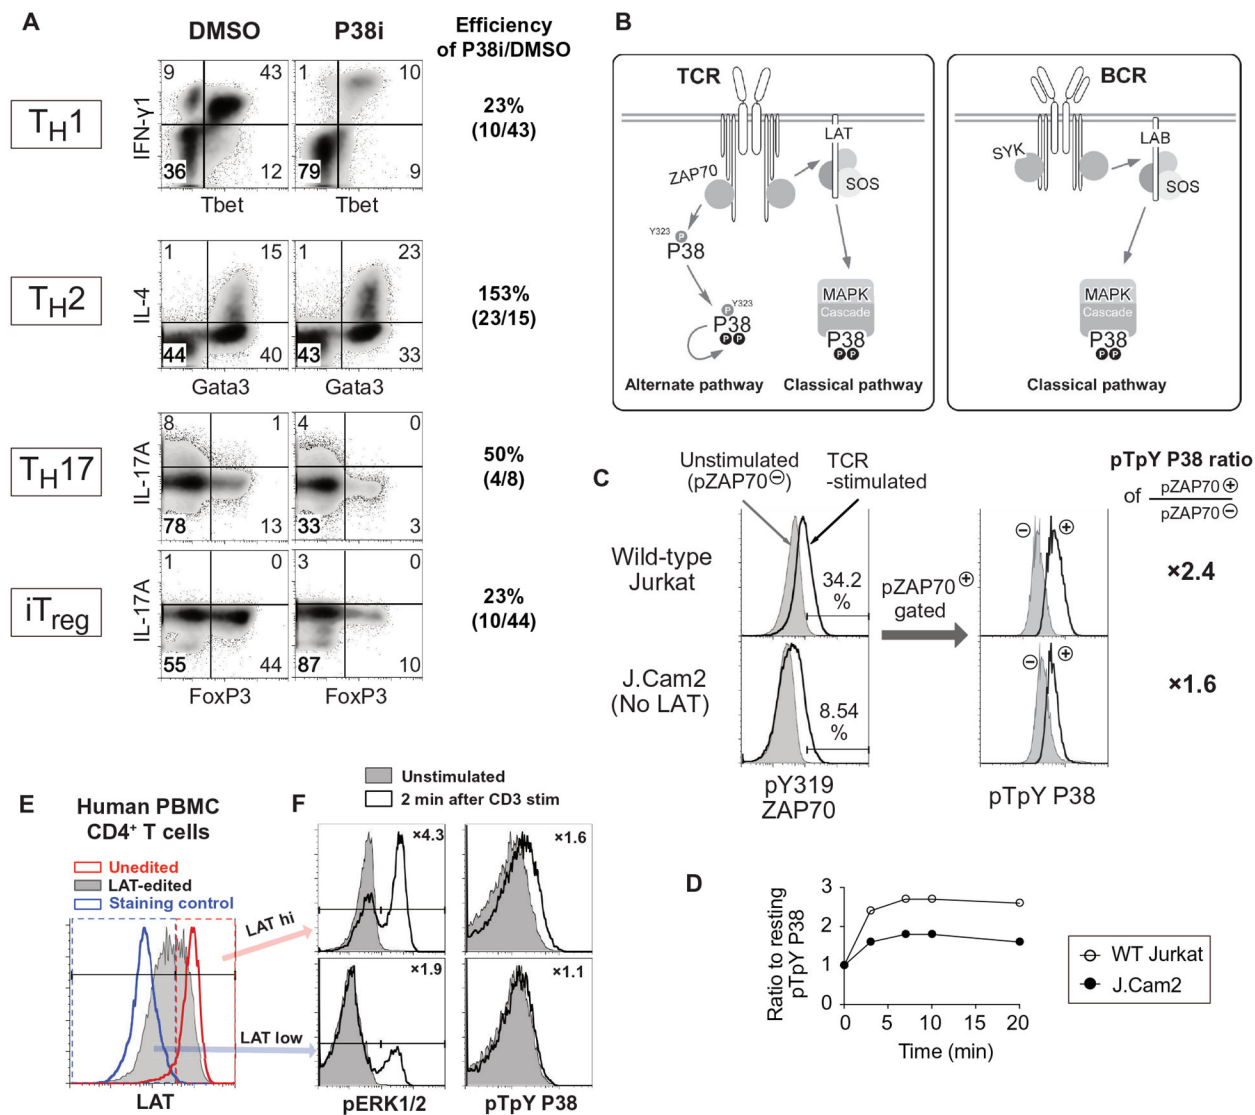 A
DMSO
P38i
Efficiency
of P38i/DMSO
TH1
IFN-γ1
9
43
36
12
Tbet
1
10
79
9
Tbet
23%
(10/43)
TH2
IL-4
1
15
44
40
Gata3
1
23
43
33
Gata3
153%
(23/15)
TH17
IL-17A
8
1
78
13
4
0
33
3
50%
(4/8)
iTreg
IL-17A
1
0
55
44
FoxP3
3
0
87
10
FoxP3
23%
(10/44)
B
TCR
LAT
ZAP70
SOS
Y323
P
P38
P
Y323
P38
P P
MAPK
Cascade
P38
P P
Alternate pathway
Classical pathway
BCR
SYK
LAB
SOS
MAPK
Cascade
P38
P P
Classical pathway
C
Unstimulated
(pZAP70⊖)
TCR
-stimulated
pTpY P38 ratio
of pZAP70⊕
pZAP70⊖
Wild-type
Jurkat
34.2
%
pZAP70⊕
gated
⊖ ⊕
×2.4
J.Cam2
(No LAT)
8.54
%
⊖ ⊕
×1.6
pY319
ZAP70
pTpY P38
E
Human PBMC
CD4+ T cells
Unedited
LAT-edited
Staining control
LAT
LAT hi
LAT low
F
Unstimulated
2 min after CD3 stim
×4.3
×1.6
×1.9
×1.1
pERK1/2
pTpY P38
D
Ratio to resting
pTpY P38
3
2
1
0
0
5
10
15
20
Time (min)
WT Jurkat
J.Cam2